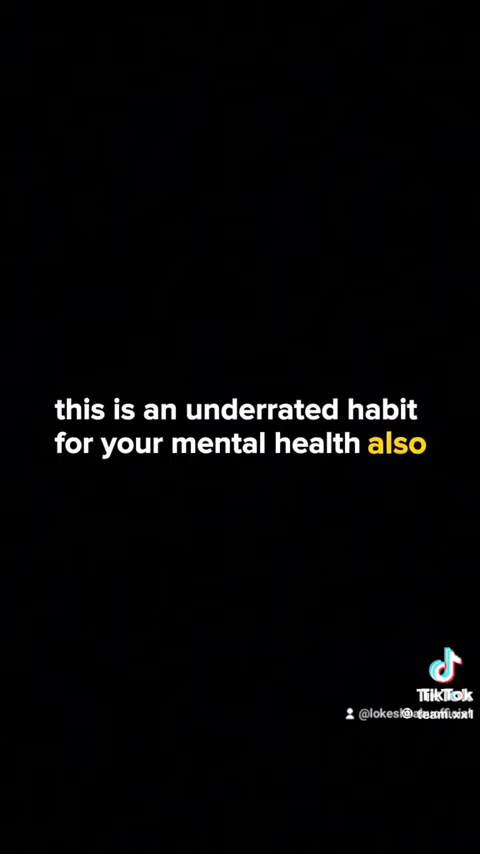 this is an underrated habit
for your mental health also
TikTok